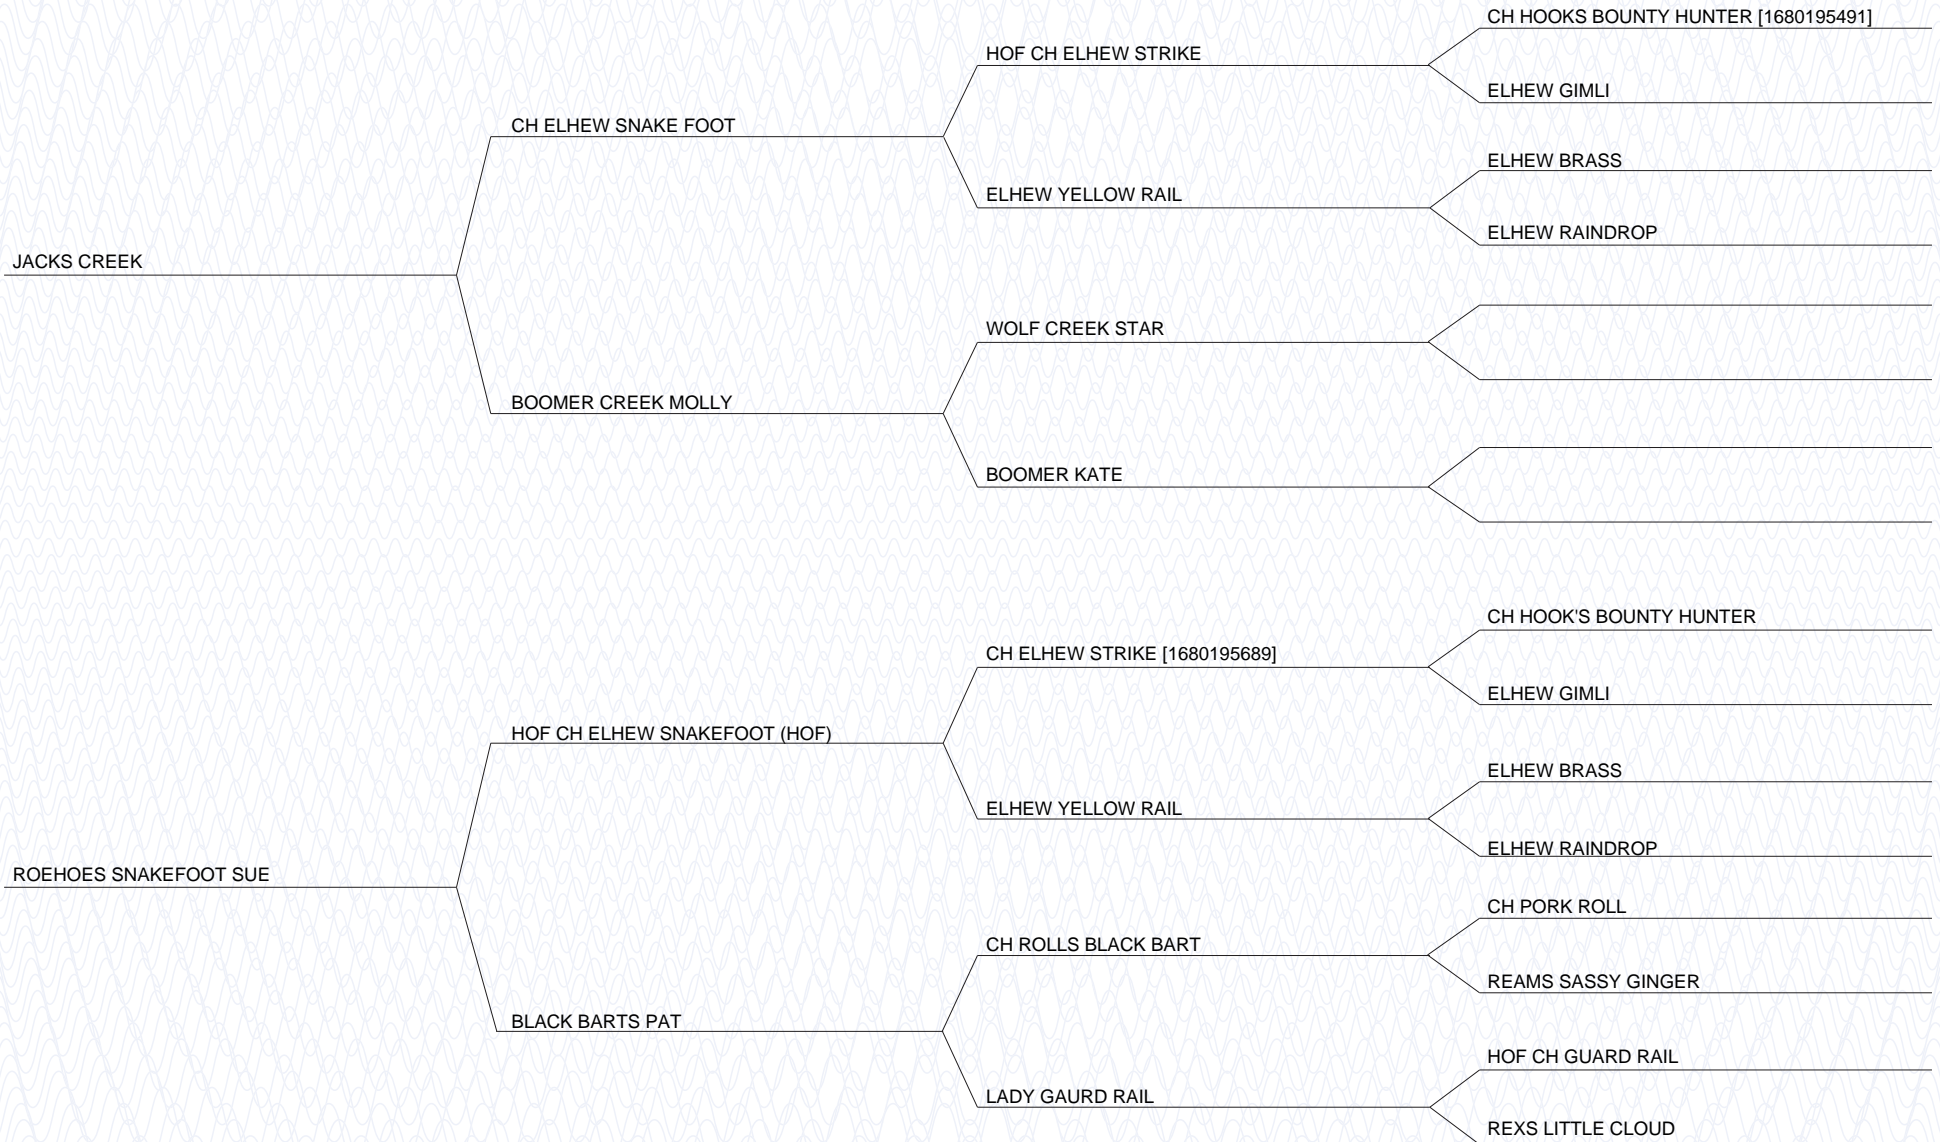 CH HOOKS BOUNTY HUNTER [1680195491]
HOF CH ELHEW STRIKE
ELHEW GIMLI
CH ELHEW SNAKE FOOT
ELHEW BRASS
ELHEW YELLOW RAIL
ELHEW RAINDROP
JACKS CREEK
WOLF CREEK STAR
BOOMER CREEK MOLLY
BOOMER KATE
CH HOOK'S BOUNTY HUNTER
CH ELHEW STRIKE [1680195689]
ELHEW GIMLI
HOF CH ELHEW SNAKEFOOT (HOF)
ELHEW BRASS
ELHEW YELLOW RAIL
ELHEW RAINDROP
ROEHOES SNAKEFOOT SUE
CH PORK ROLL
CH ROLLS BLACK BART
REAMS SASSY GINGER
BLACK BARTS PAT
HOF CH GUARD RAIL
LADY GAURD RAIL
REXS LITTLE CLOUD